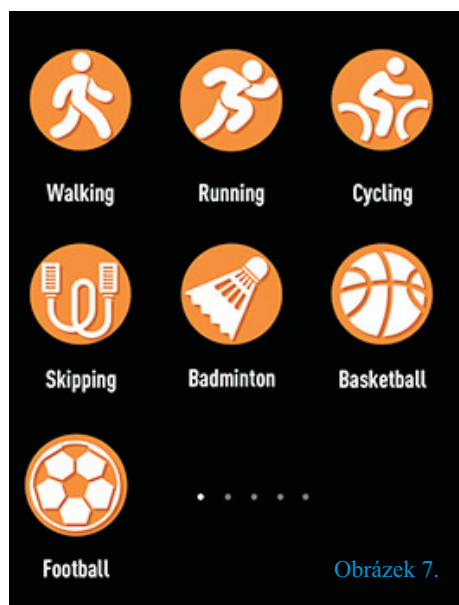 Walking Running Cycling
Skipping Badminton Basketball
Football
Obrázek 7.